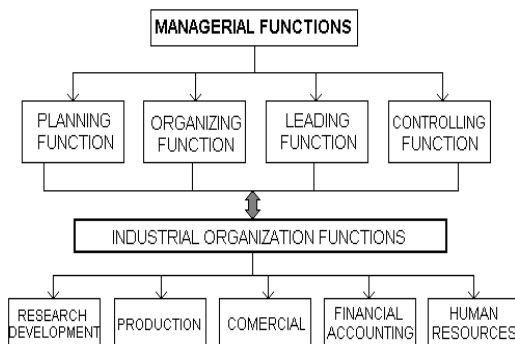 MANAGERIAL FUNCTIONS
PLANNING
FUNCTION
ORGANIZING
FUNCTION
LEADING
FUNCTION
CONTROLLING
FUNCTION
INDUSTRIAL ORGANIZATION FUNCTIONS
RESEARCH
DEVELOPMENT
PRODUCTION
COMERCIAL
FINANCIAL
ACCOUNTING
HUMAN
RESOURCES